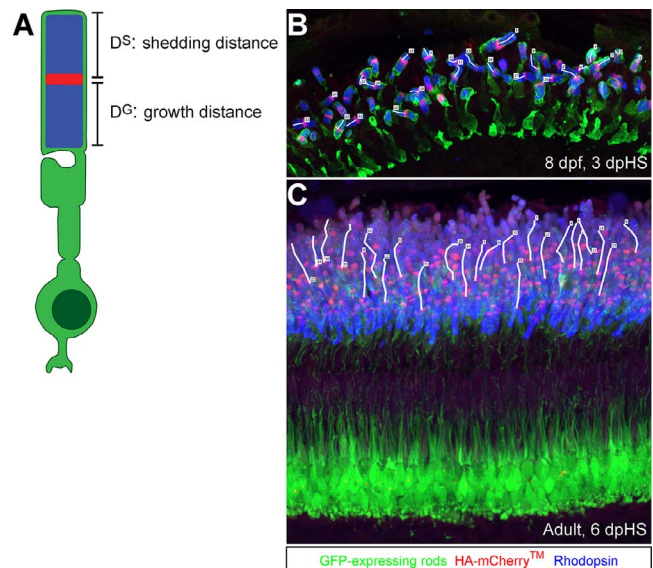 A
Dˢ: shedding distance
Dᴳ: growth distance
B
8 dpf, 3 dpHS
C
Adult, 6 dpHS
GFP-expressing rods HA-mCherryᵀᴹ Rhodopsin